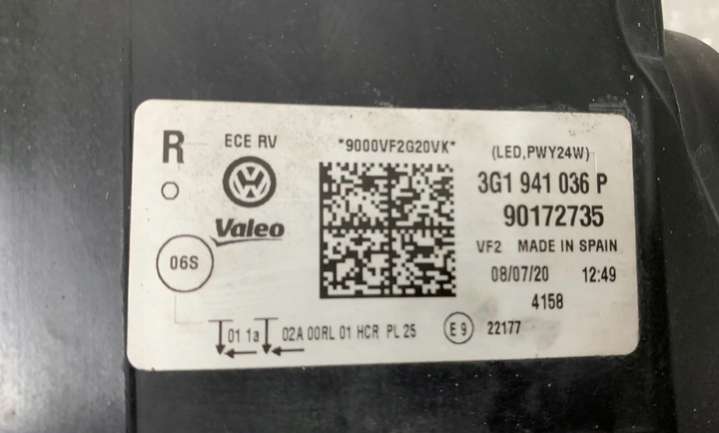 R
ECE RV
*9000VF2G20VK*
(LED,PWY24W)
3G1 941 036 P
90172735
Valeo
VF2 MADE IN SPAIN
06S
08/07/20 12:49
4158
01 1a 02A 00RL 01 HCR PL 25
E 9 22177